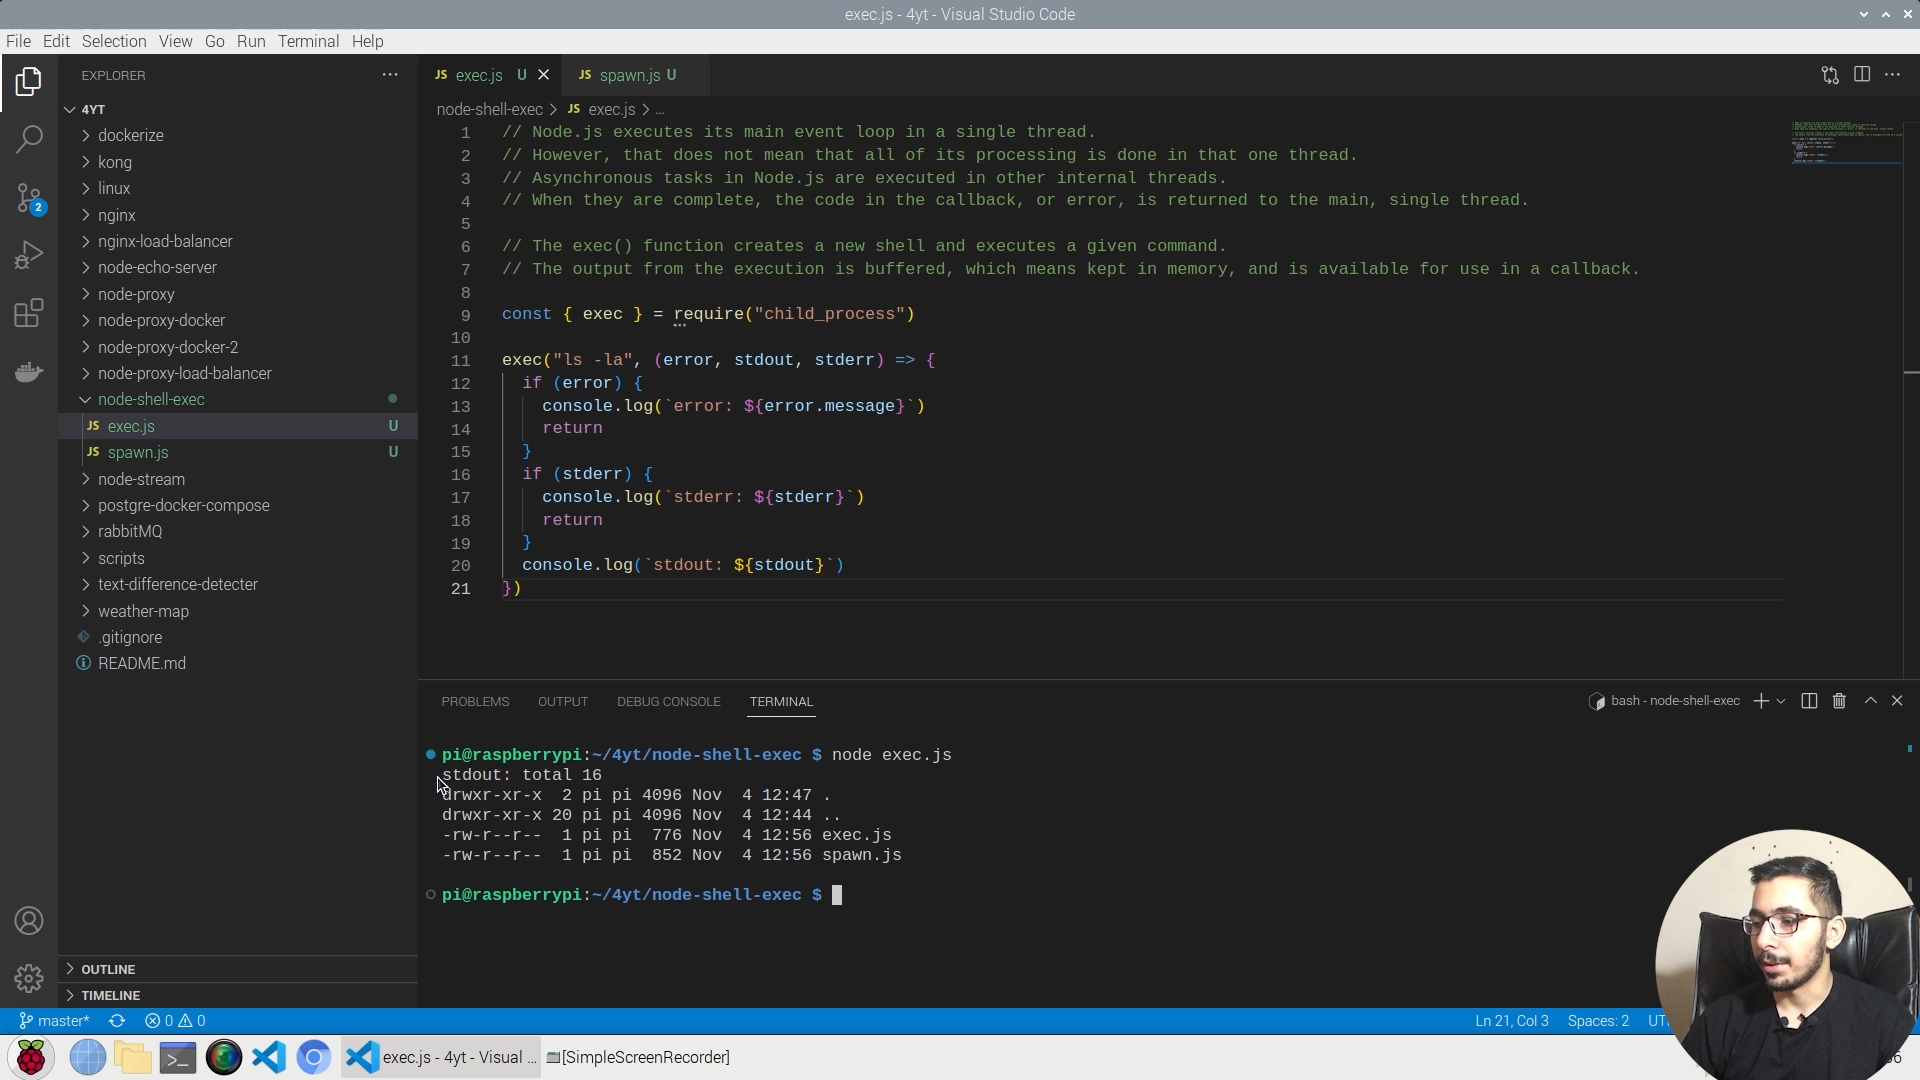 exec.js - 4yt - Visual Studio Code
File Edit Selection View Go Run Terminal Help
EXPLORER
4YT
dockerize
kong
linux
nginx
nginx-load-balancer
node-echo-server
node-proxy
node-proxy-docker
node-proxy-docker-2
node-proxy-load-balancer
node-shell-exec
JS exec.js U
JS spawn.js U
node-stream
postgre-docker-compose
rabbitMQ
scripts
text-difference-detecter
weather-map
.gitignore
README.md
OUTLINE
TIMELINE
2
JS exec.js U
JS spawn.js U
node-shell-exec > JS exec.js > ...
1 // Node.js executes its main event loop in a single thread.
2 // However, that does not mean that all of its processing is done in that one thread.
3 // Asynchronous tasks in Node.js are executed in other internal threads.
4 // When they are complete, the code in the callback, or error, is returned to the main, single thread.
5
6 // The exec() function creates a new shell and executes a given command.
7 // The output from the execution is buffered, which means kept in memory, and is available for use in a callback.
8
9 const { exec } = require("child_process")
10
11 exec("ls -la", (error, stdout, stderr) => {
12 if (error) {
13 console.log(`error: ${error.message}`)
14 return
15 }
16 if (stderr) {
17 console.log(`stderr: ${stderr}`)
18 return
19 }
20 console.log(`stdout: ${stdout}`)
21 })
PROBLEMS OUTPUT DEBUG CONSOLE TERMINAL
bash - node-shell-exec
pi@raspberrypi:~/4yt/node-shell-exec $ node exec.js
stdout: total 16
drwxr-xr-x 2 pi pi 4096 Nov 4 12:47 .
drwxr-xr-x 20 pi pi 4096 Nov 4 12:44 ..
-rw-r--r-- 1 pi pi 776 Nov 4 12:56 exec.js
-rw-r--r-- 1 pi pi 852 Nov 4 12:56 spawn.js
pi@raspberrypi:~/4yt/node-shell-exec $
master* 0 0
Ln 21, Col 3 Spaces: 2
exec.js - 4yt - Visual ...
[SimpleScreenRecorder]